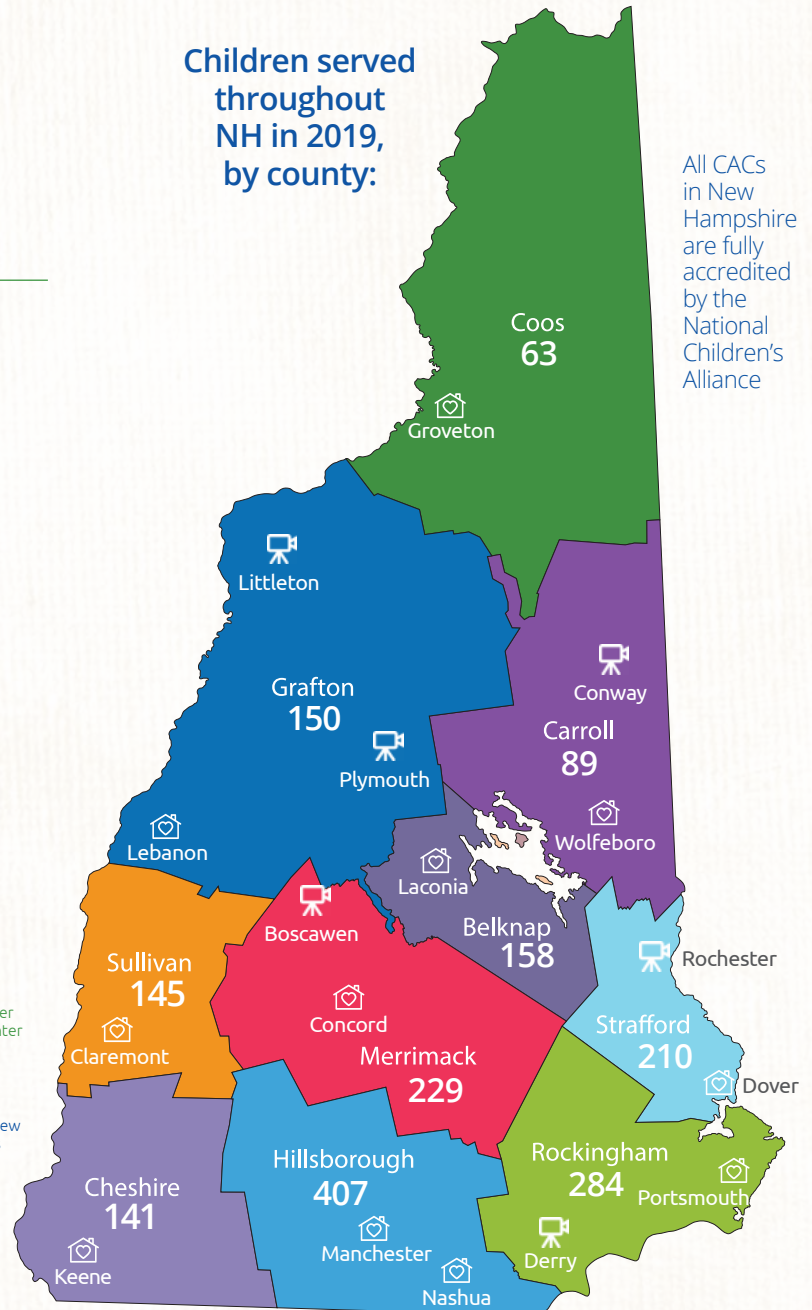 Children served
throughout
NH in 2019,
by county:
All CACs
in New
Hampshire
are fully
accredited
by the
National
Children's
Alliance
Coos
63
Groveton
Littleton
Grafton
150
Plymouth
Lebanon
Conway
Carroll
89
Wolfeboro
Laconia
Belknap
158
Boscawen
Concord
Merrimack
229
Sullivan
145
Claremont
Rochester
Strafford
210
Dover
Cheshire
141
Keene
Hillsborough
407
Manchester
Nashua
Rockingham
284
Portsmouth
Derry